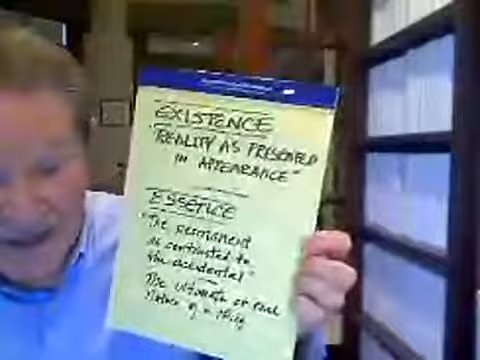 EXISTENCE
"REALITY AS PRESENTED
IN APPEARANCE"
ESSENCE
"The permanent
as contrasted to
the accidental"
The ultimate or real
nature of a thing